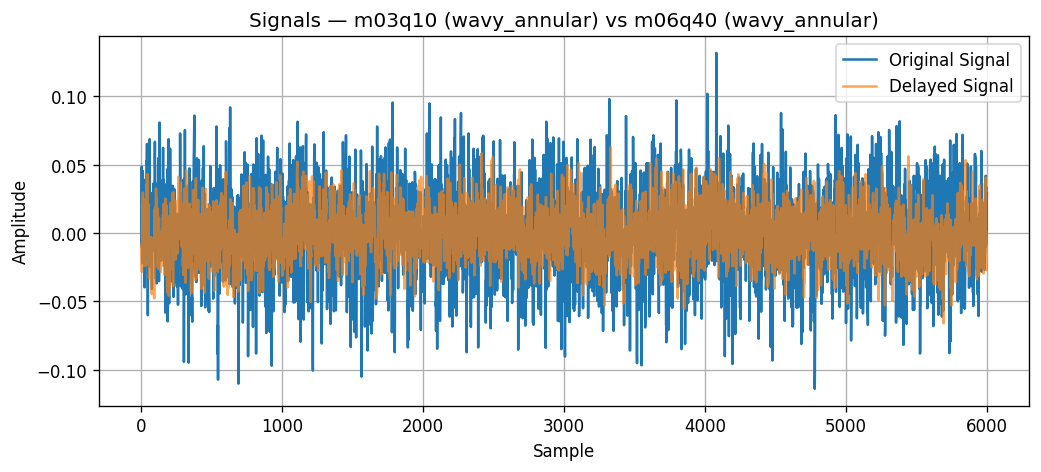 Signals — m03q10 (wavy_annular) vs m06q40 (wavy_annular)
Original Signal
Delayed Signal
Amplitude
0.10
0.05
0.00
−0.05
−0.10
0 1000 2000 3000 4000 5000 6000
Sample